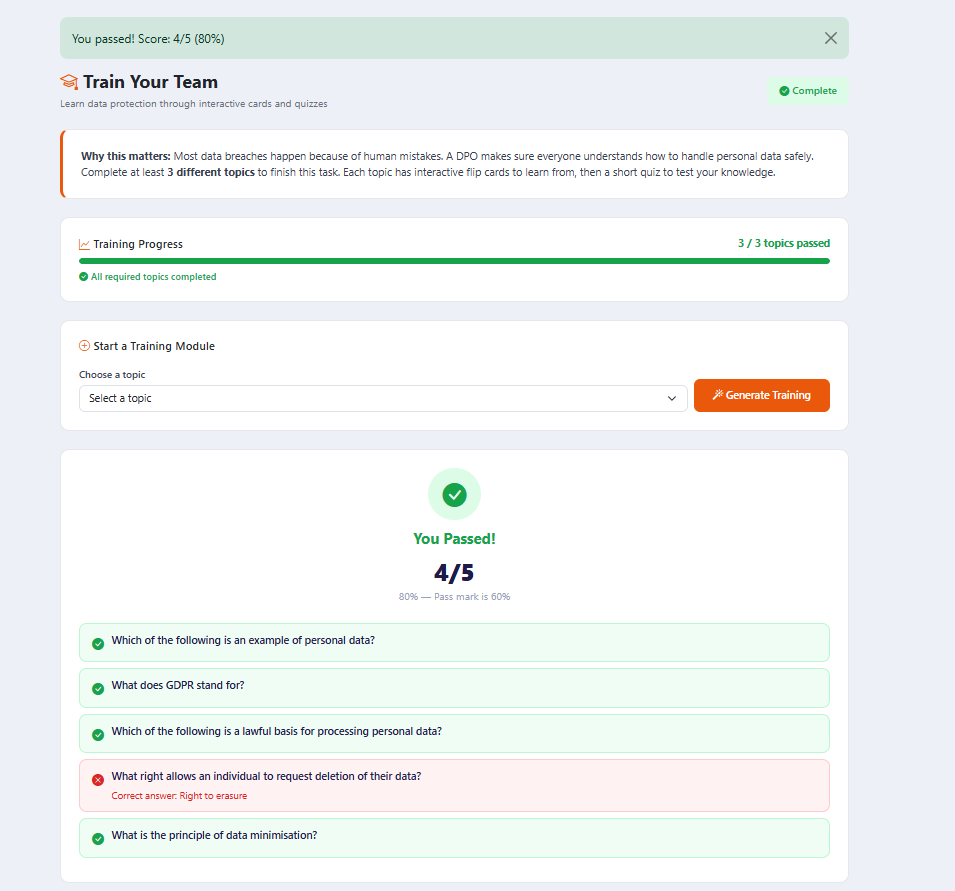 You passed! Score: 4/5 (80%)
Train Your Team
Complete
Learn data protection through interactive cards and quizzes
Why this matters: Most data breaches happen because of human mistakes. A DPO makes sure everyone understands how to handle personal data safely.
Complete at least 3 different topics to finish this task. Each topic has interactive flip cards to learn from, then a short quiz to test your knowledge.
Training Progress
3 / 3 topics passed
All required topics completed
Start a Training Module
Choose a topic
Select a topic
Generate Training
You Passed!
4/5
80% — Pass mark is 60%
Which of the following is an example of personal data?
What does GDPR stand for?
Which of the following is a lawful basis for processing personal data?
What right allows an individual to request deletion of their data?
Correct answer: Right to erasure
What is the principle of data minimisation?